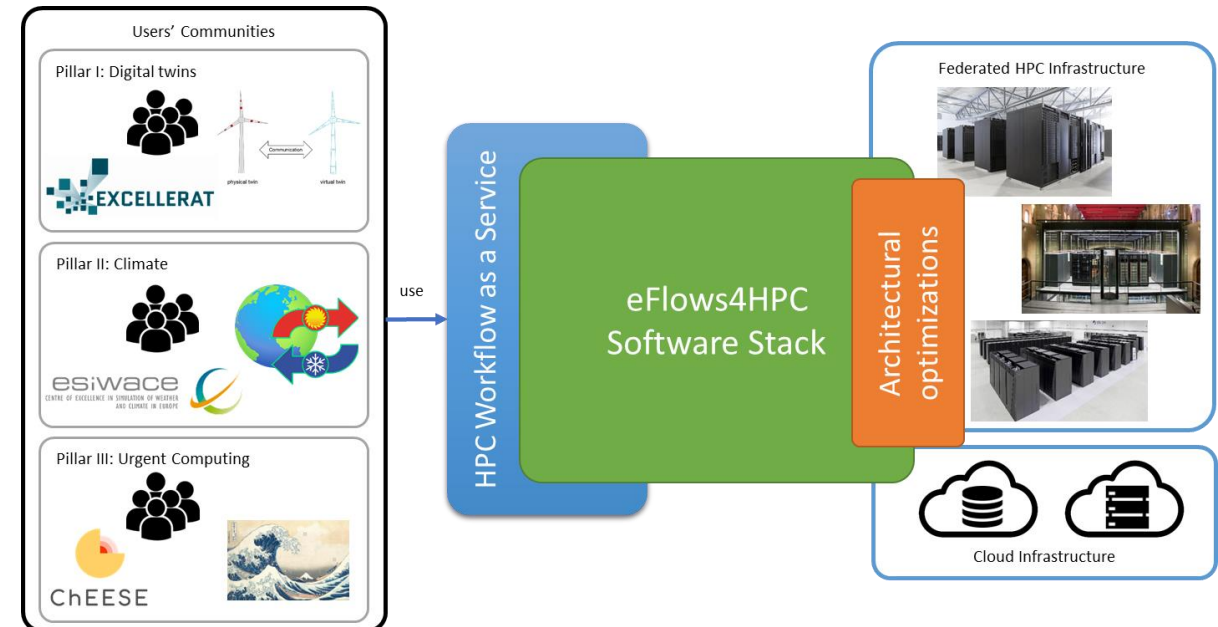 Users' Communities
Pillar I: Digital twins
Communication
physical twin
virtual twin
EXCELLERAT
Pillar II: Climate
esiwace
CENTRE OF EXCELLENCE IN SIMULATION OF WEATHER
AND CLIMATE IN EUROPE
Pillar III: Urgent Computing
ChEESE
use
HPC Workflow as a Service
eFlows4HPC
Software Stack
Architectural
optimizations
Federated HPC Infrastructure
Cloud Infrastructure